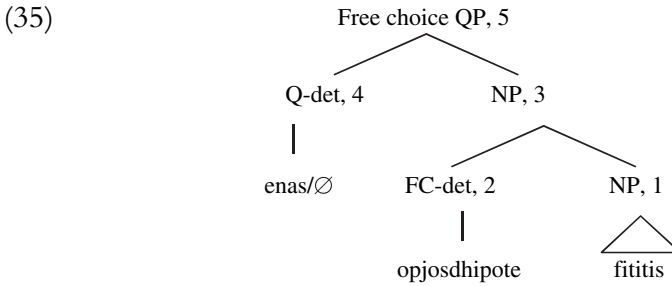 (35) Free choice QP, 5
Q-det, 4 NP, 3
enas/∅ FC-det, 2 NP, 1
opjosdhipote fititis